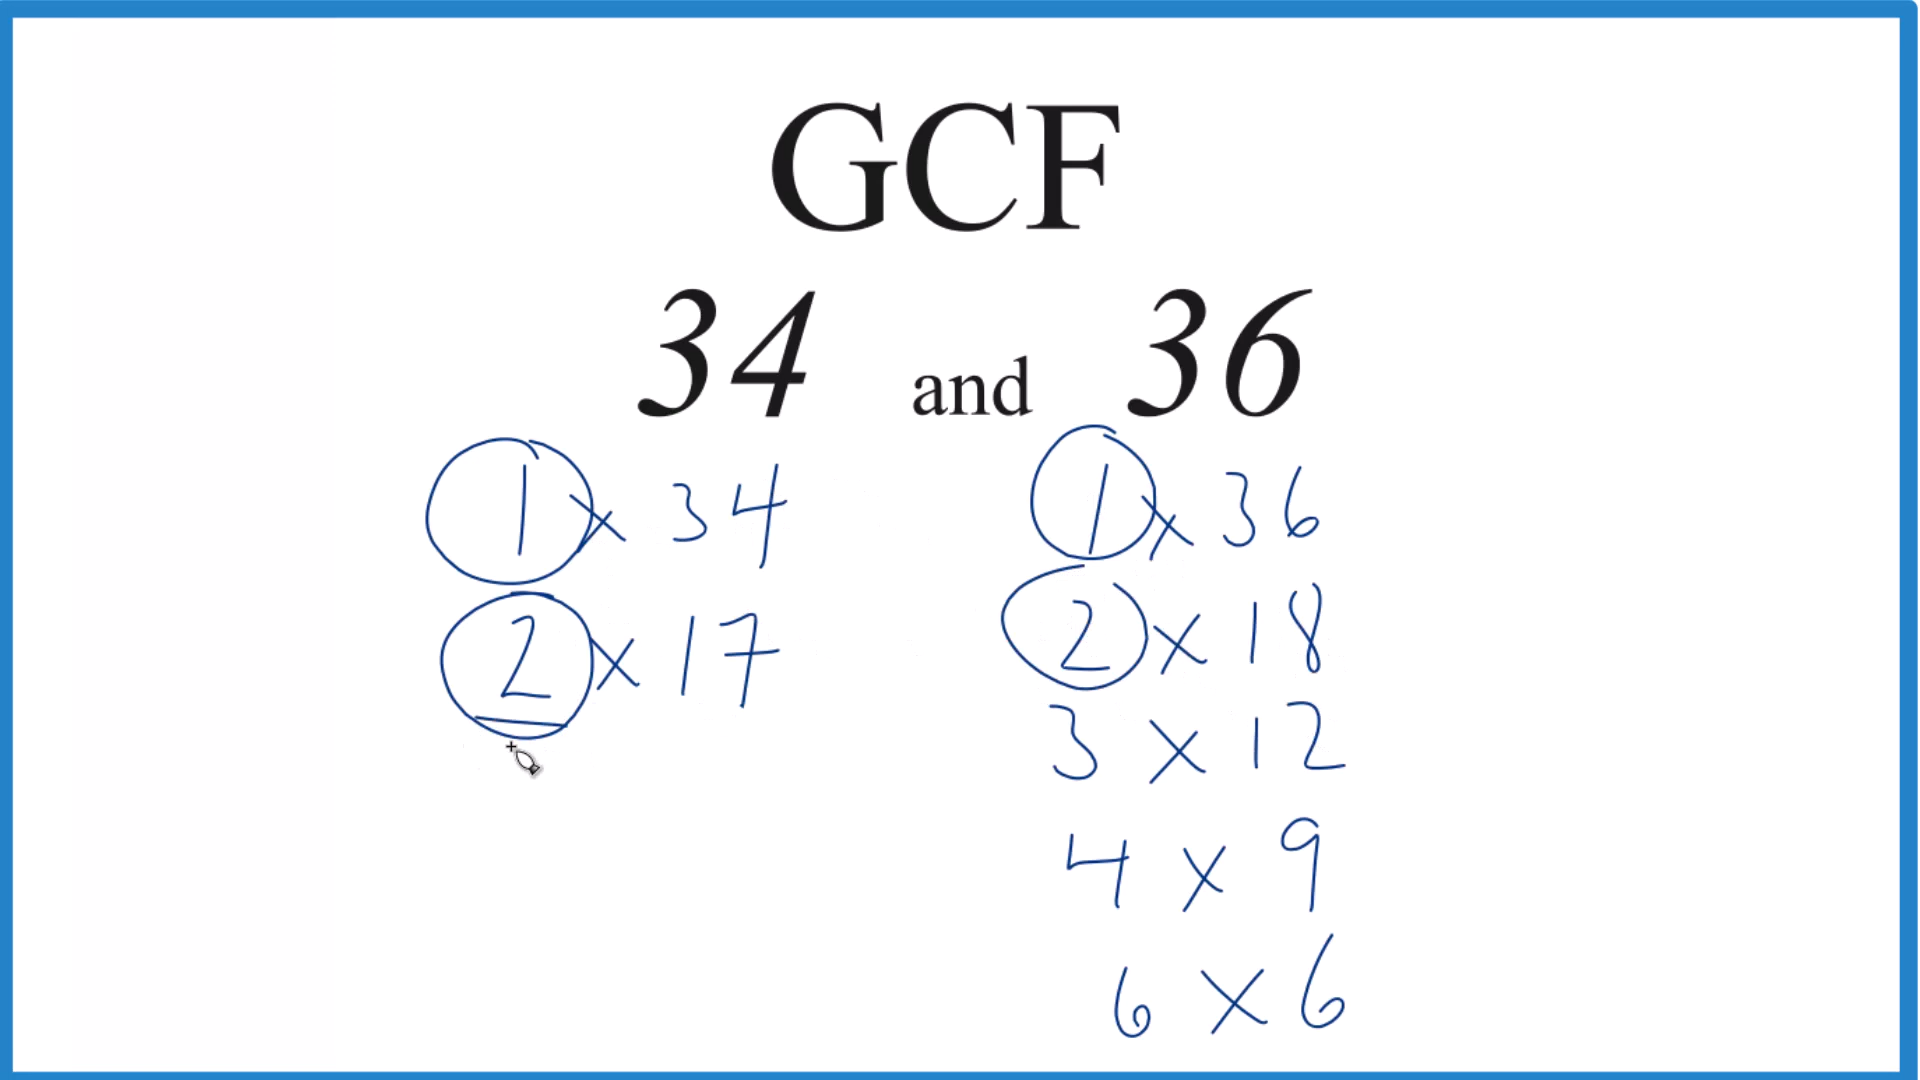 GCF
34 and 36
1 x 34 1 x 36
2 x 17 2 x 18
3 x 12
4 x 9
6 x 6